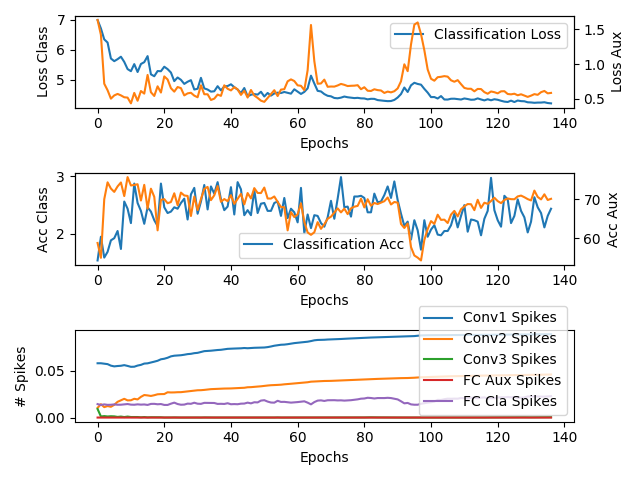 7
6
5
Loss Class
Classification Loss
1.5
1.0
0.5
Loss Aux
0 20 40 60 80 100 120 140
Epochs
3
2
Acc Class
Classification Acc
70
60
Acc Aux
0 20 40 60 80 100 120 140
Epochs
0.05
0.00
# Spikes
Conv1 Spikes
Conv2 Spikes
Conv3 Spikes
FC Aux Spikes
FC Cla Spikes
0 20 40 60 80 100 120 140
Epochs